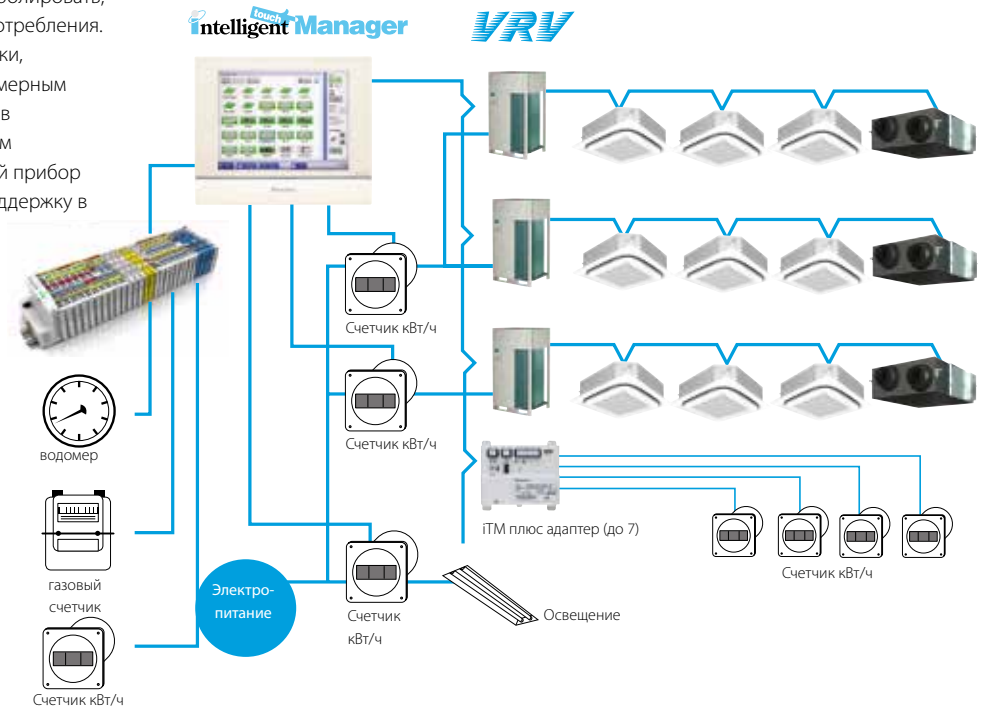 олировать,
отребления.
ки,
мерным
в
м
й прибор
ддержку в
intelligent touch Manager
VRV
Счетчик кВт/ч
Счетчик кВт/ч
водомер
iTM плюс адаптер (до 7)
Счетчик кВт/ч
газовый
счетчик
Электро-
питание
Счетчик
кВт/ч
Освещение
Счетчик кВт/ч